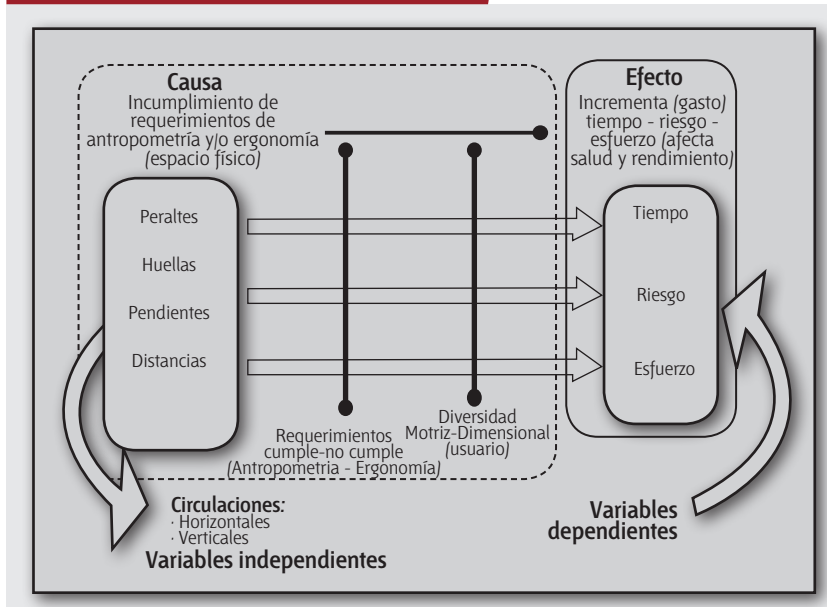 Causa
Incumplimiento de
requerimientos de
antropometría y/o ergonomía
(espacio físico)
Peraltes
Huellas
Pendientes
Distancias
Efecto
Incrementa (gasto)
tiempo - riesgo -
esfuerzo (afecta
salud y rendimiento)
Tiempo
Riesgo
Esfuerzo
Requerimientos
cumple-no cumple
(Antropometria - Ergonomía)
Diversidad
Motriz-Dimensional
(usuario)
Circulaciones:
· Horizontales
· Verticales
Variables independientes
Variables
dependientes